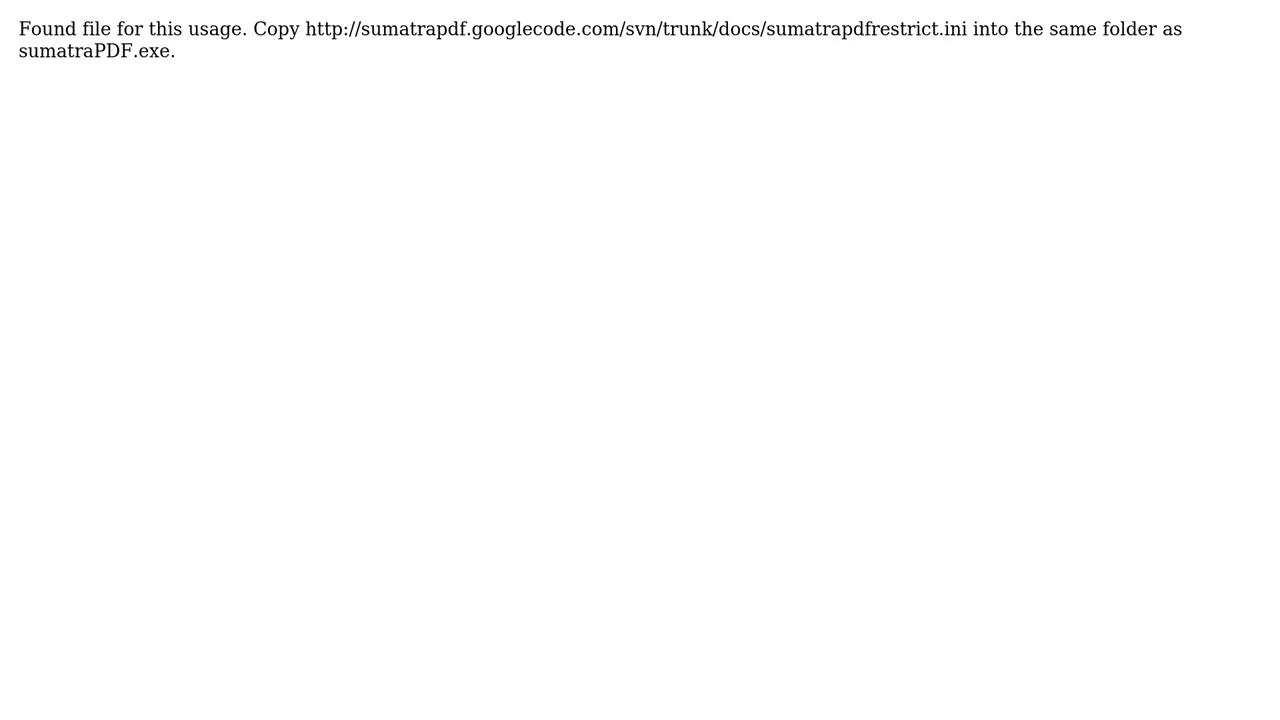 Found file for this usage. Copy http://sumatrapdf.googlecode.com/svn/trunk/docs/sumatrapdfrestrict.ini into the same folder as
sumatraPDF.exe.